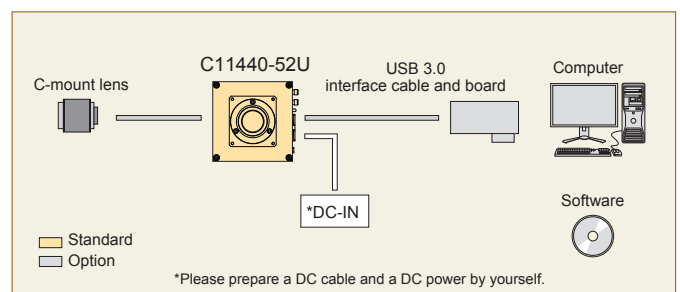 C-mount lens
C11440-52U
USB 3.0
interface cable and board
Computer
*DC-IN
Software
Standard
Option
*Please prepare a DC cable and a DC power by yourself.